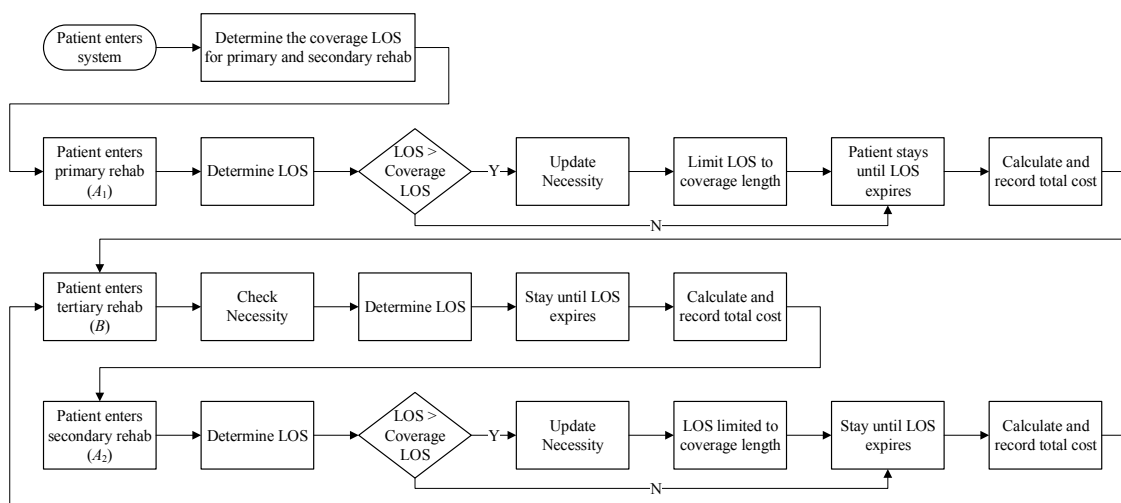 Patient enters
system
Determine the coverage LOS
for primary and secondary rehab
Patient enters
primary rehab
(A1)
Determine LOS
LOS >
Coverage
LOS
Y
N
Update
Necessity
Limit LOS to
coverage length
Patient stays
until LOS
expires
Calculate and
record total cost
Patient enters
tertiary rehab
(B)
Check
Necessity
Determine LOS
Stay until LOS
expires
Calculate and
record total cost
Patient enters
secondary rehab
(A2)
Determine LOS
LOS >
Coverage
LOS
Y
N
Update
Necessity
LOS limited to
coverage length
Stay until LOS
expires
Calculate and
record total cost